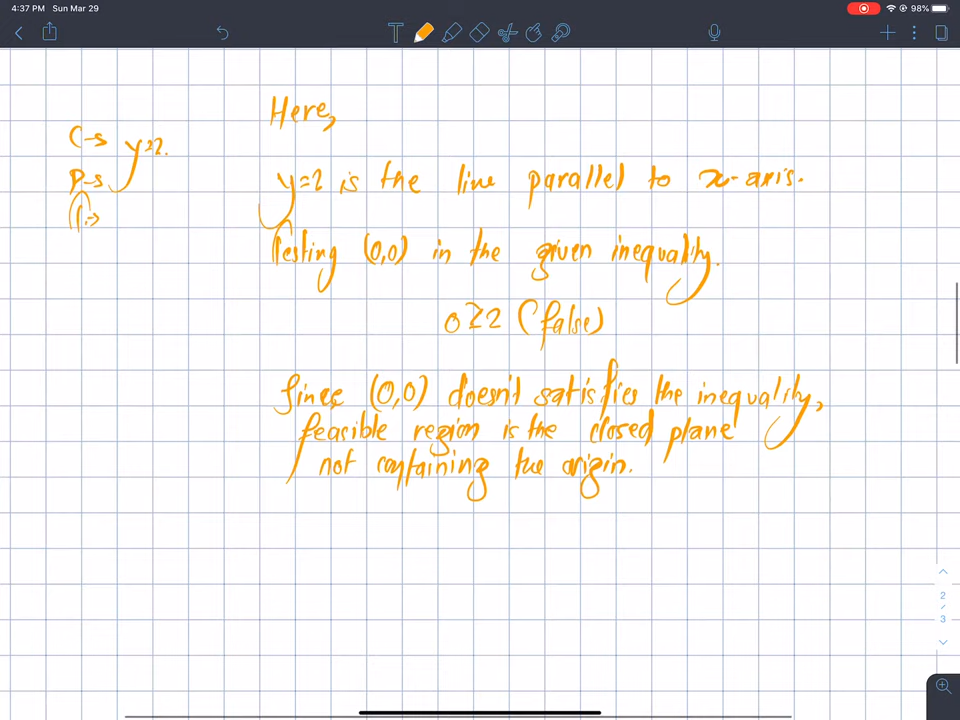 4:37 PM Sun Mar 29
98%
Here,
y=2 is the line parallel to x-axis.
Testing (0,0) in the given inequality.
0≥2 (false)
Since (0,0) doesn't satisfies the inequality,
feasible region is the closed plane
not containing the origin.
y=2.
2
3